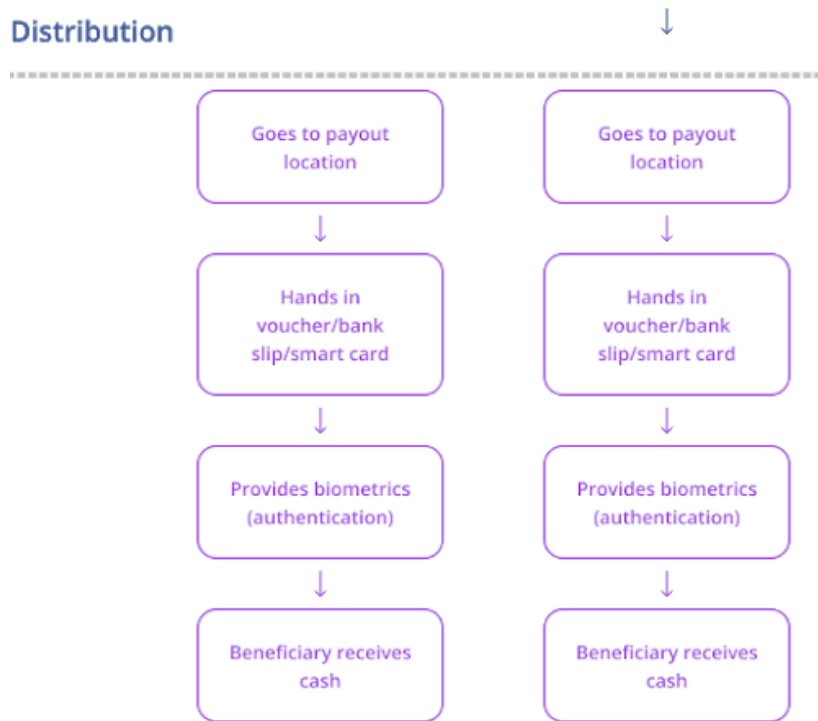 Distribution
Goes to payout
location
Hands in
voucher/bank
slip/smart card
Provides biometrics
(authentication)
Beneficiary receives
cash
Goes to payout
location
Hands in
voucher/bank
slip/smart card
Provides biometrics
(authentication)
Beneficiary receives
cash